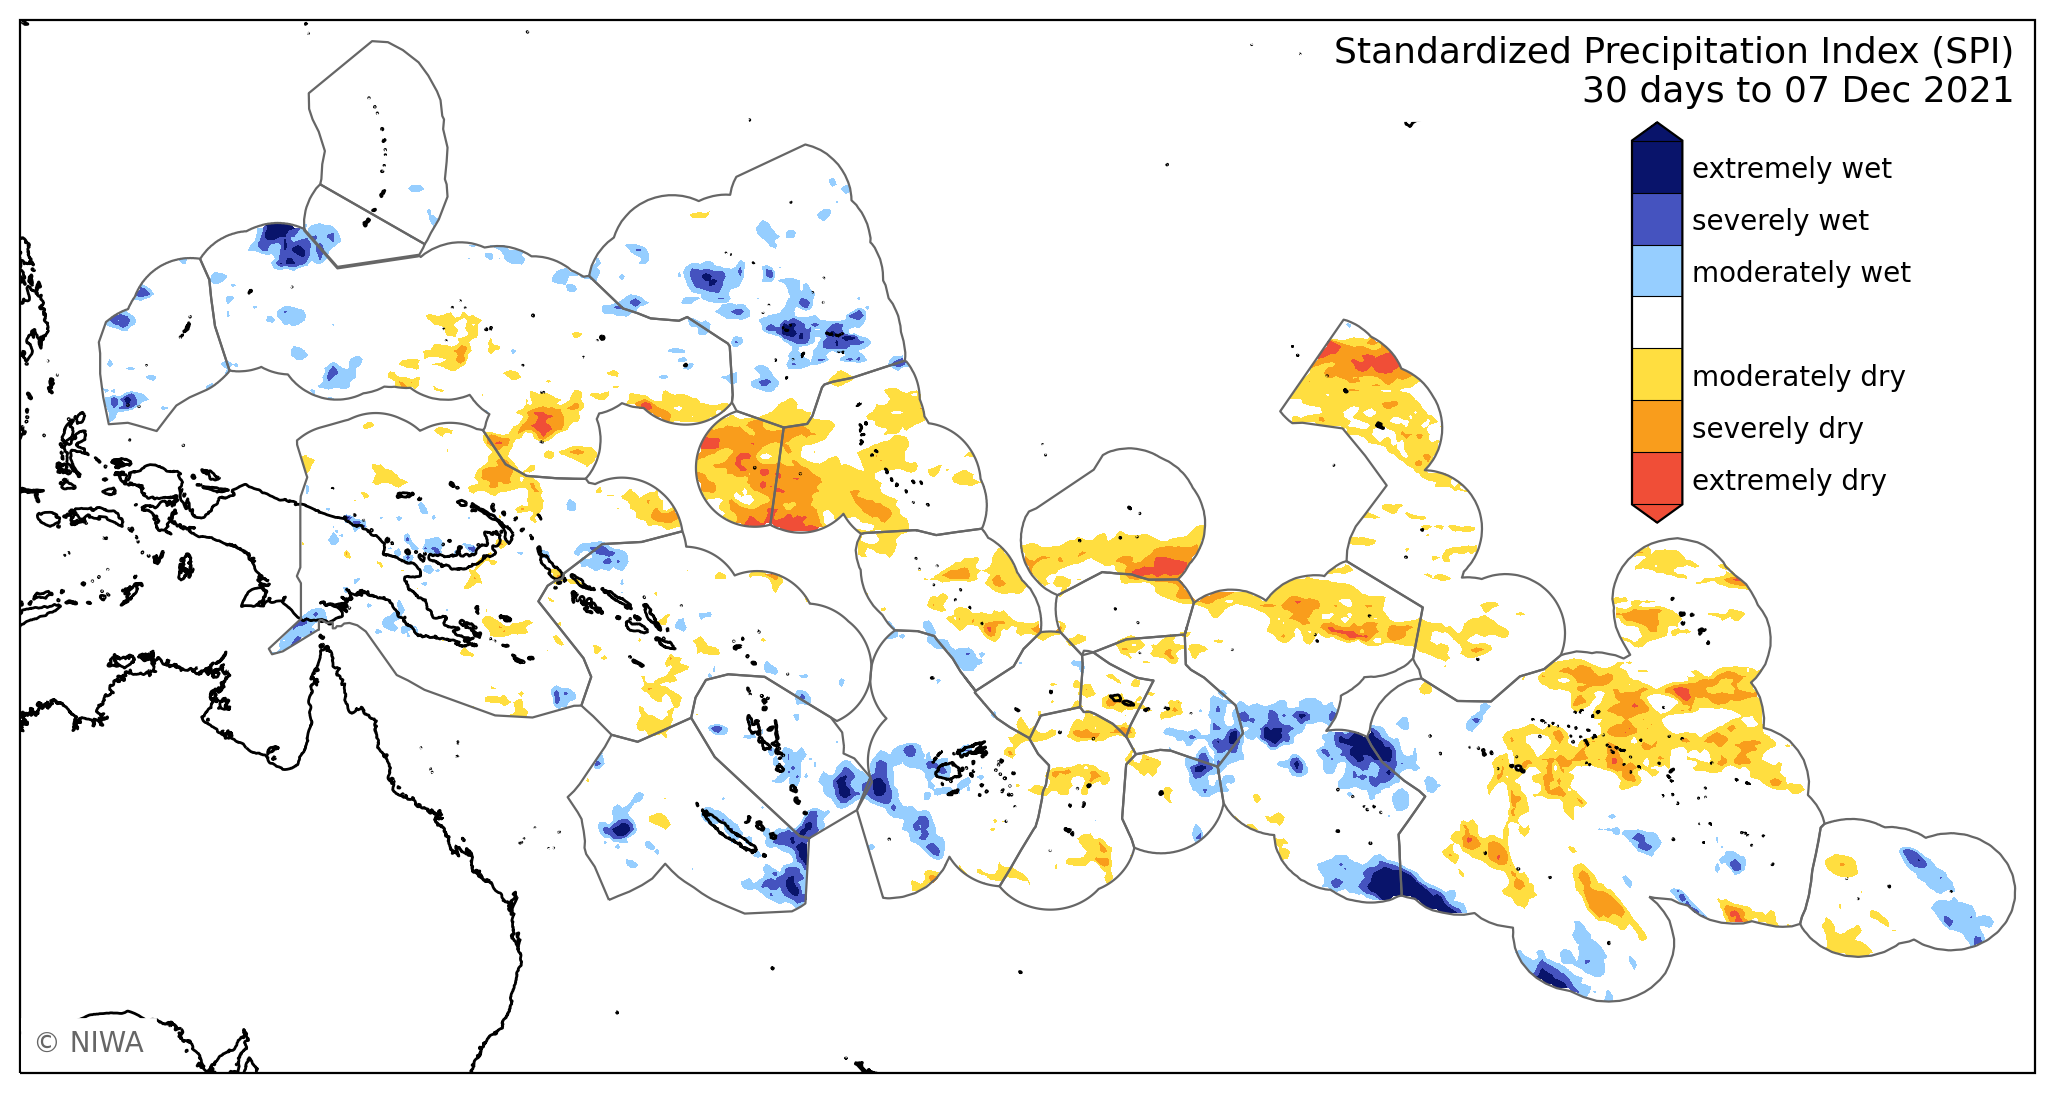 Standardized Precipitation Index (SPI)
30 days to 07 Dec 2021
extremely wet
severely wet
moderately wet
moderately dry
severely dry
extremely dry
© NIWA